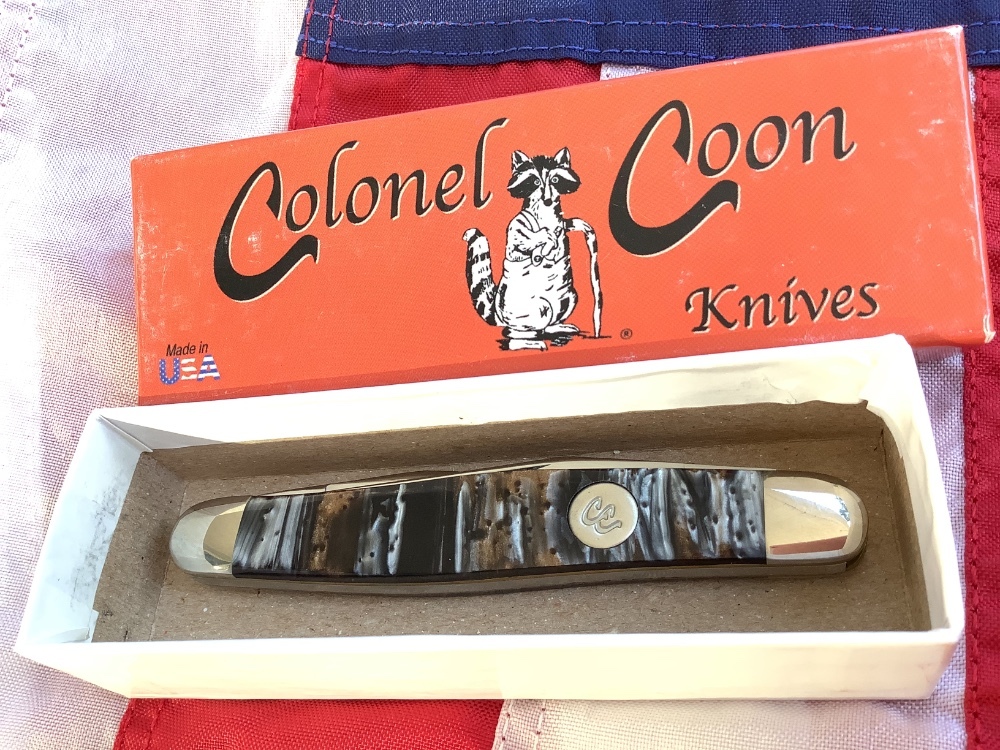 Colonel Coon
Knives
®
Made in
USA
CC